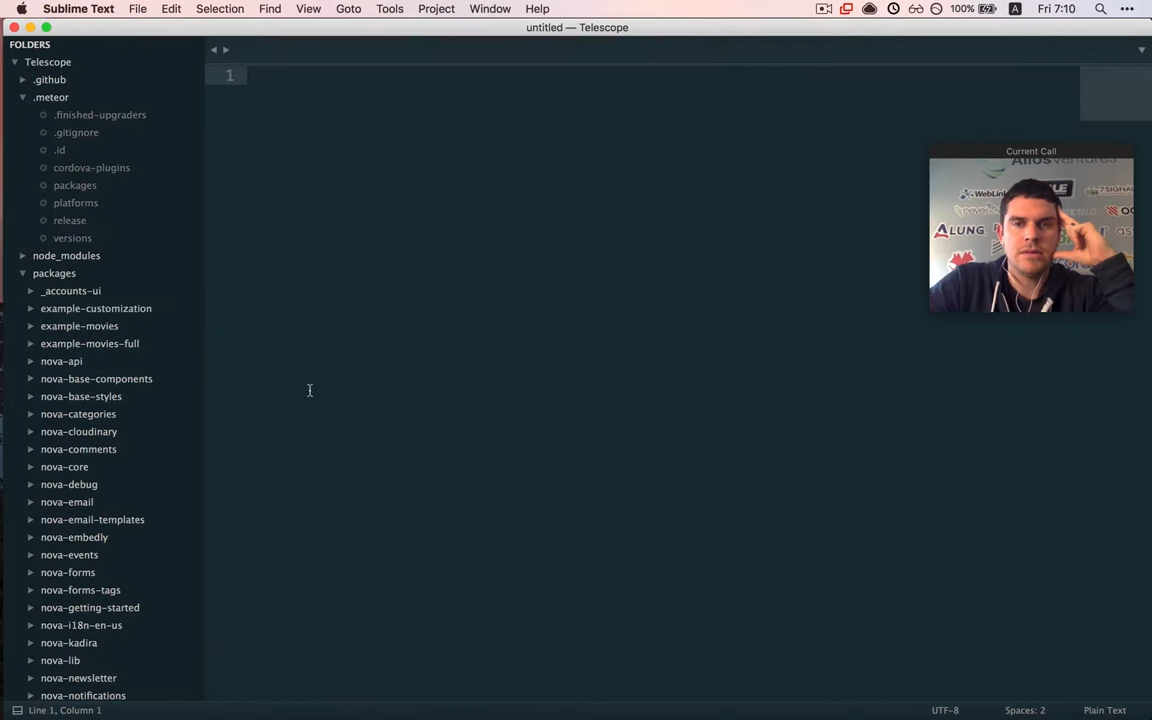 Sublime Text File Edit Selection Find View Goto Tools Project Window Help 100% A Fri 7:10
untitled — Telescope
FOLDERS
Telescope
.github
.meteor
.finished-upgraders
.gitignore
.id
cordova-plugins
packages
platforms
release
versions
node_modules
packages
_accounts-ui
example-customization
example-movies
example-movies-full
nova-api
nova-base-components
nova-base-styles
nova-categories
nova-cloudinary
nova-comments
nova-core
nova-debug
nova-email
nova-email-templates
nova-embedly
nova-events
nova-forms
nova-forms-tags
nova-getting-started
nova-i18n-en-us
nova-kadira
nova-lib
nova-newsletter
nova-notifications
1
Current Call
Allos ventures
WebLink
7SIGNAL
ALUNG
Line 1, Column 1 UTF-8 Spaces: 2 Plain Text